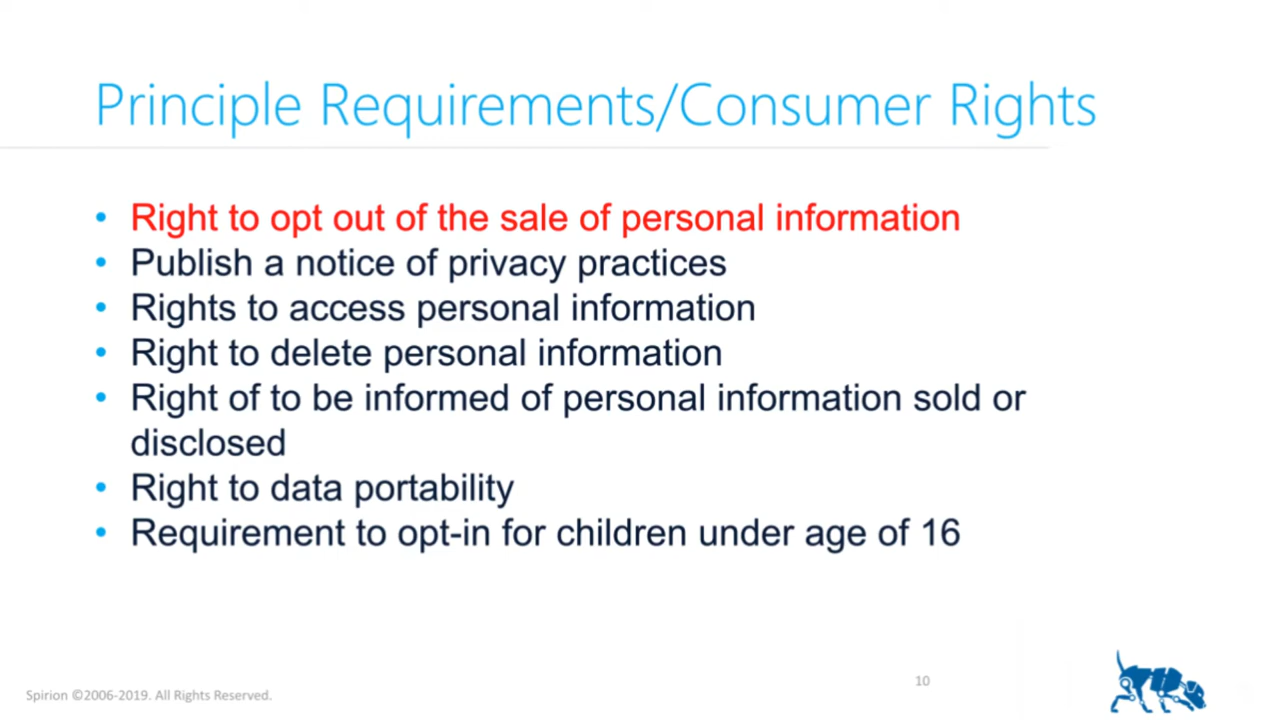 Principle Requirements/Consumer Rights
• Right to opt out of the sale of personal information
• Publish a notice of privacy practices
• Rights to access personal information
• Right to delete personal information
• Right of to be informed of personal information sold or
disclosed
• Right to data portability
• Requirement to opt-in for children under age of 16
Spirion ©2006-2019. All Rights Reserved.
10